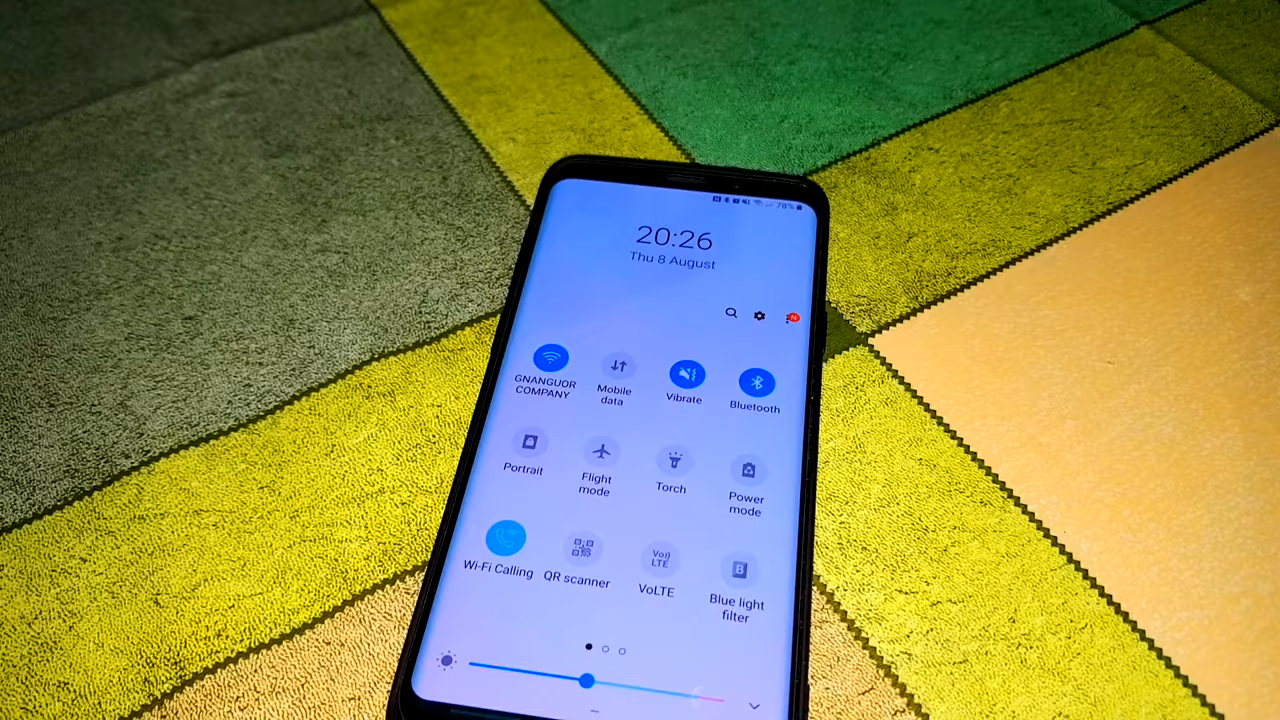 78%
20:26
Thu 8 August
N
GNANGUOR
COMPANY
Mobile
data
Vibrate
Bluetooth
Portrait
Flight
mode
Torch
Power
mode
Wi-Fi Calling
QR scanner
Vo))
LTE
VoLTE
B
Blue light
filter